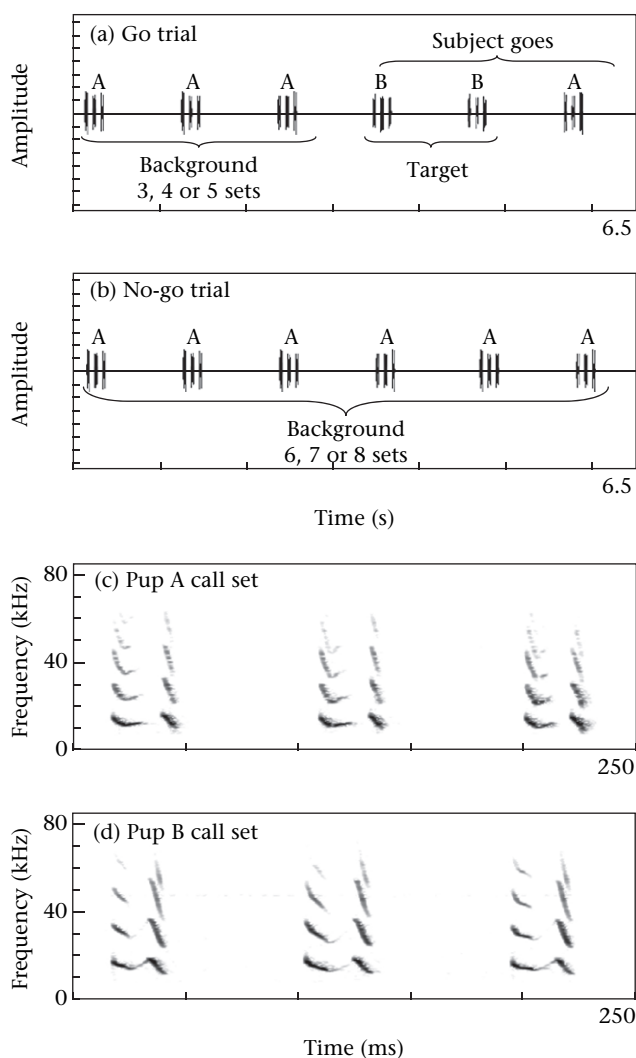 (a) Go trial
Subject goes
A A A B B A
Amplitude
Background
3, 4 or 5 sets
Target
6.5
(b) No-go trial
A A A A A A
Amplitude
Background
6, 7 or 8 sets
6.5
Time (s)
(c) Pup A call set
80
40
0
Frequency (kHz)
250
(d) Pup B call set
80
40
0
Frequency (kHz)
250
Time (ms)